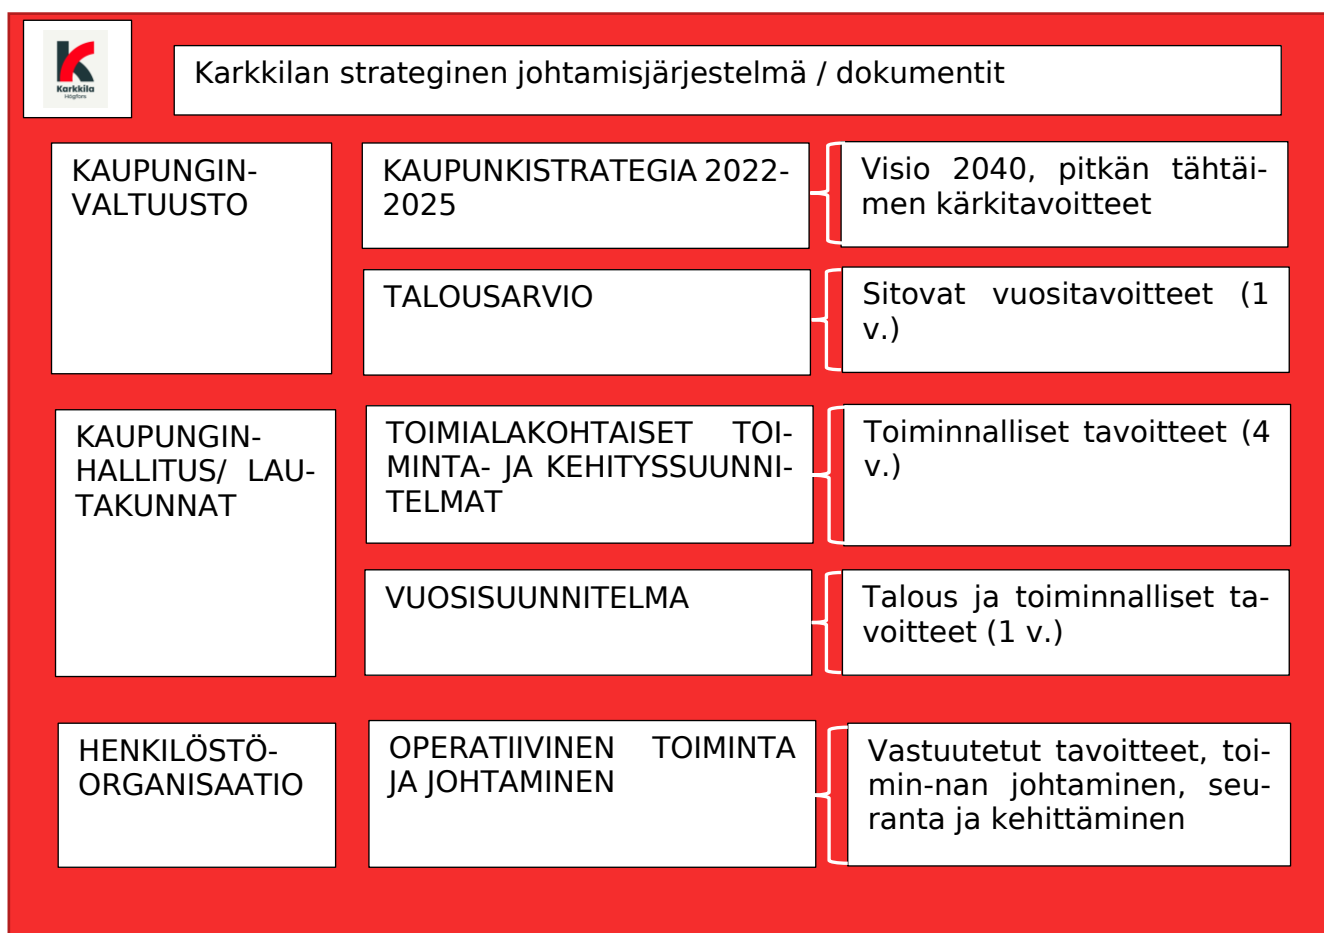 Karkkila
Högfors
Karkkilan strateginen johtamisjärjestelmä / dokumentit
KAUPUNGIN-
VALTUUSTO
KAUPUNKISTRATEGIA 2022-
2025
Visio 2040, pitkän tähtäi-
men kärkitavoitteet
TALOUSARVIO
Sitovat vuositavoitteet (1
v.)
KAUPUNGIN-
HALLITUS/ LAU-
TAKUNNAT
TOIMIALAKOHTAISET TOI-
MINTA- JA KEHITYSSUUNNI-
TELMAT
Toiminnalliset tavoitteet (4
v.)
VUOSISUUNNITELMA
Talous ja toiminnalliset ta-
voitteet (1 v.)
HENKILÖSTÖ-
ORGANISAATIO
OPERATIIVINEN TOIMINTA
JA JOHTAMINEN
Vastuutetut tavoitteet, toi-
min-nan johtaminen, seu-
ranta ja kehittäminen